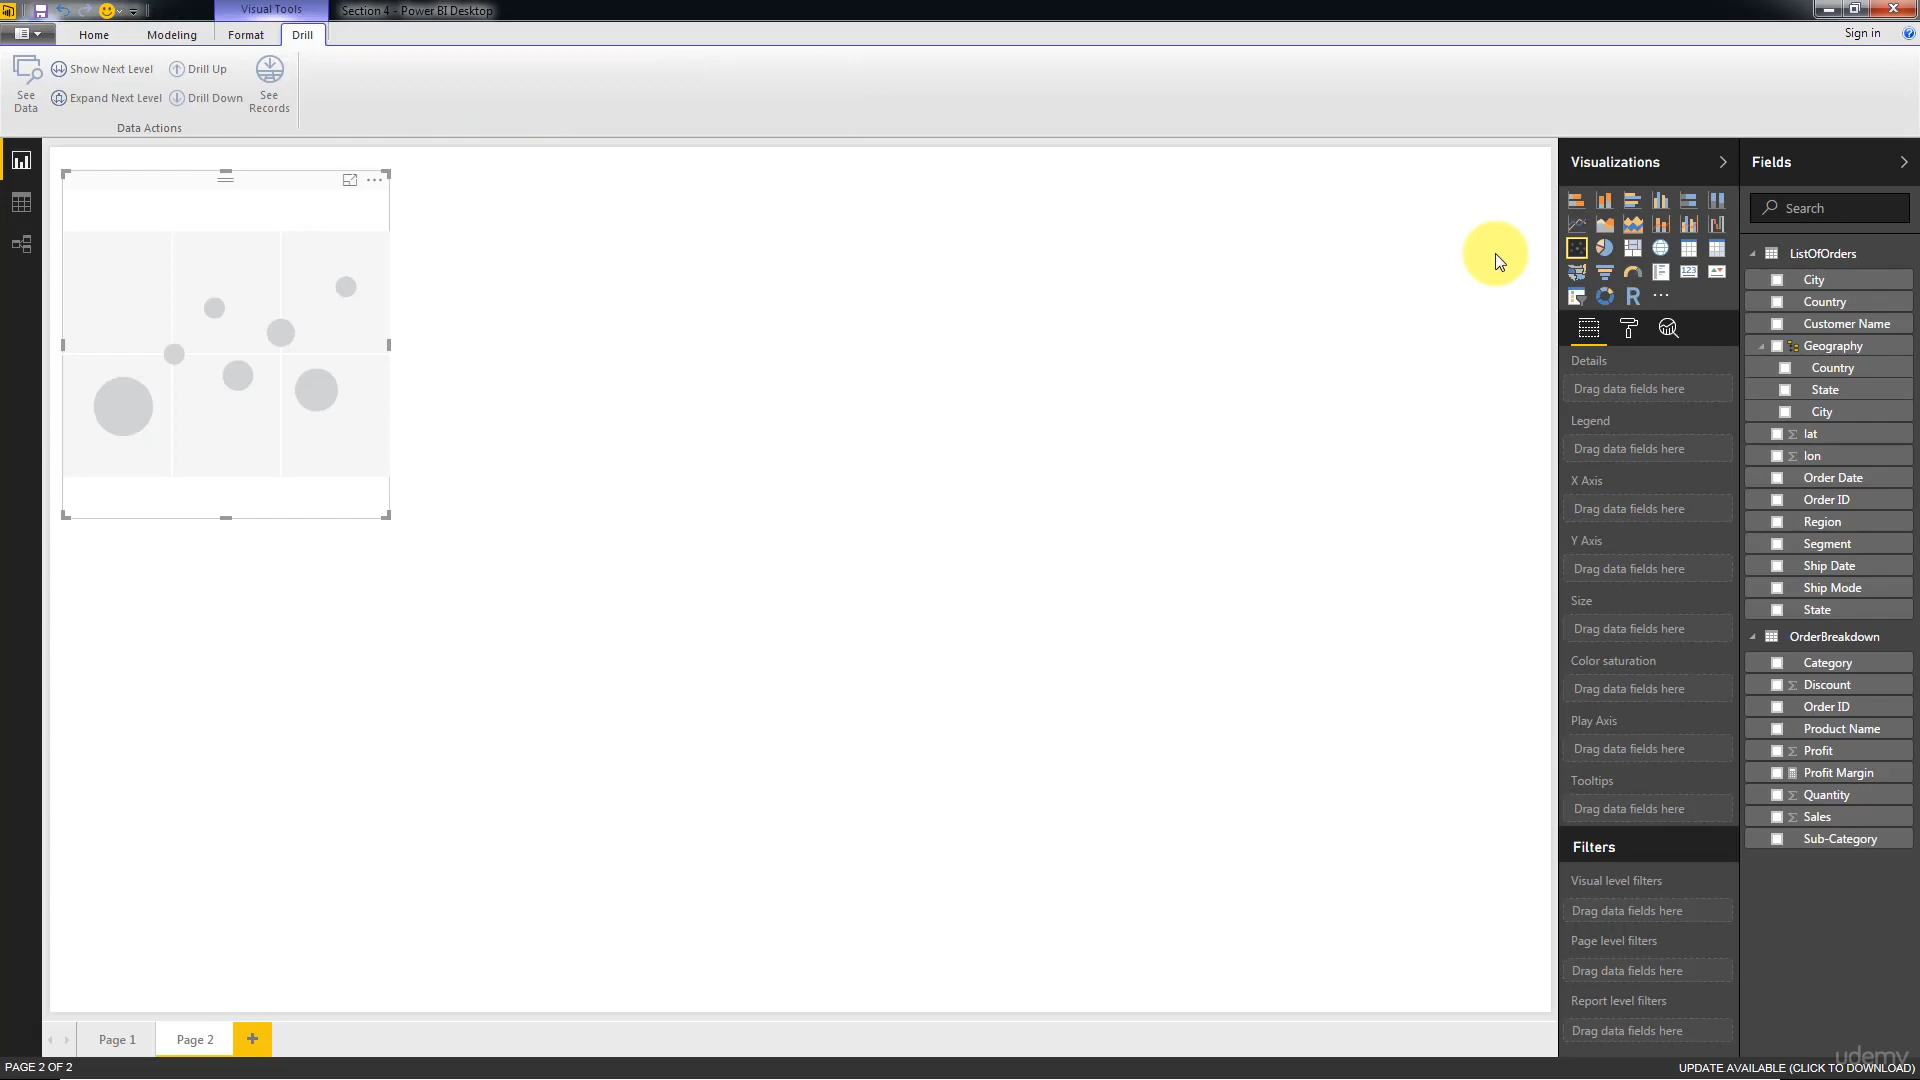 Visual Tools
Section 4 - Power BI Desktop
Home
Modeling
Format
Drill
Sign in
See Data
Show Next Level
Expand Next Level
Drill Up
Drill Down
See Records
Data Actions
Visualizations
Fields
Search
R
123
Details
Drag data fields here
Legend
Drag data fields here
X Axis
Drag data fields here
Y Axis
Drag data fields here
Size
Drag data fields here
Color saturation
Drag data fields here
Play Axis
Drag data fields here
Tooltips
Drag data fields here
Filters
Visual level filters
Drag data fields here
Page level filters
Drag data fields here
Report level filters
Drag data fields here
ListOfOrders
City
Country
Customer Name
Geography
Country
State
City
lat
lon
Order Date
Order ID
Region
Segment
Ship Date
Ship Mode
State
OrderBreakdown
Category
Discount
Order ID
Product Name
Profit
Profit Margin
Quantity
Sales
Sub-Category
Page 1
Page 2
PAGE 2 OF 2
udemy
UPDATE AVAILABLE (CLICK TO DOWNLOAD)